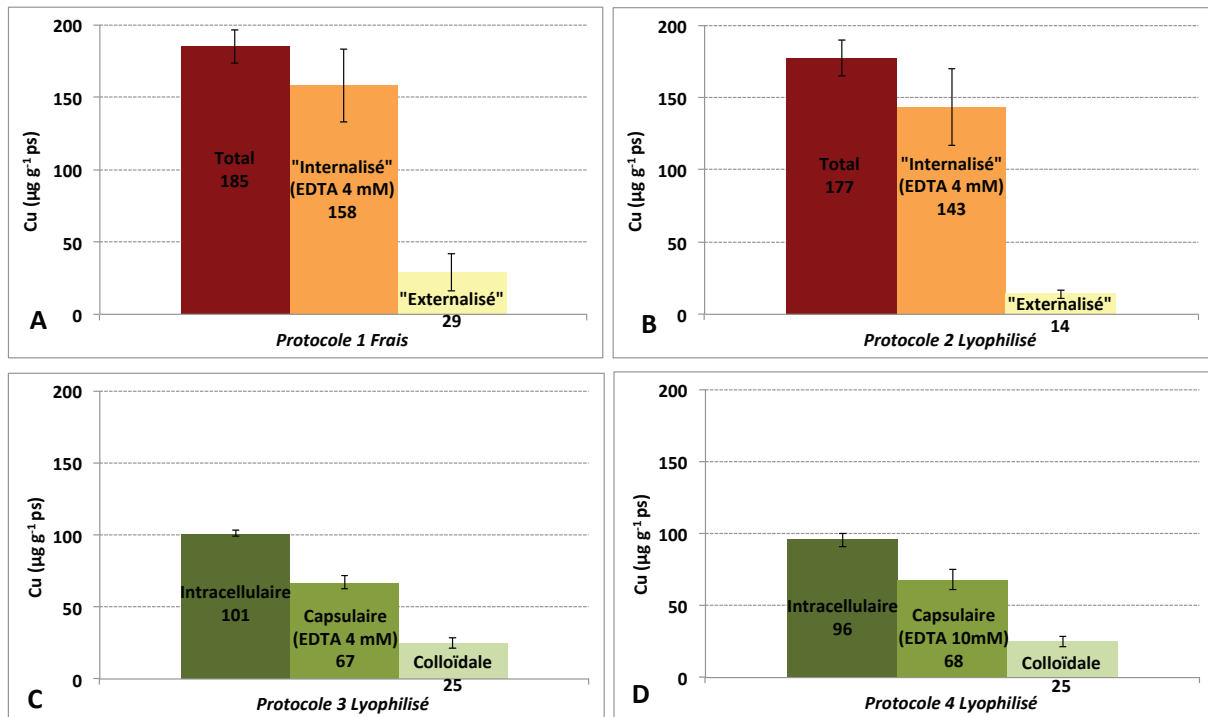 200
150
100
50
0
Cu (µg g⁻¹ ps)
Total
185
"Internalisé"
(EDTA 4 mM)
158
"Externalisé"
29
A
Protocole 1 Frais
200
150
100
50
0
Cu (µg g⁻¹ ps)
Total
177
"Internalisé"
(EDTA 4 mM)
143
"Externalisé"
14
B
Protocole 2 Lyophilisé
200
150
100
50
0
Cu (µg g⁻¹ ps)
Intracellulaire
101
Capsulaire
(EDTA 4 mM)
67
Colloïdale
25
C
Protocole 3 Lyophilisé
200
150
100
50
0
Cu (µg g⁻¹ ps)
Intracellulaire
96
Capsulaire
(EDTA 10mM)
68
Colloïdale
25
D
Protocole 4 Lyophilisé